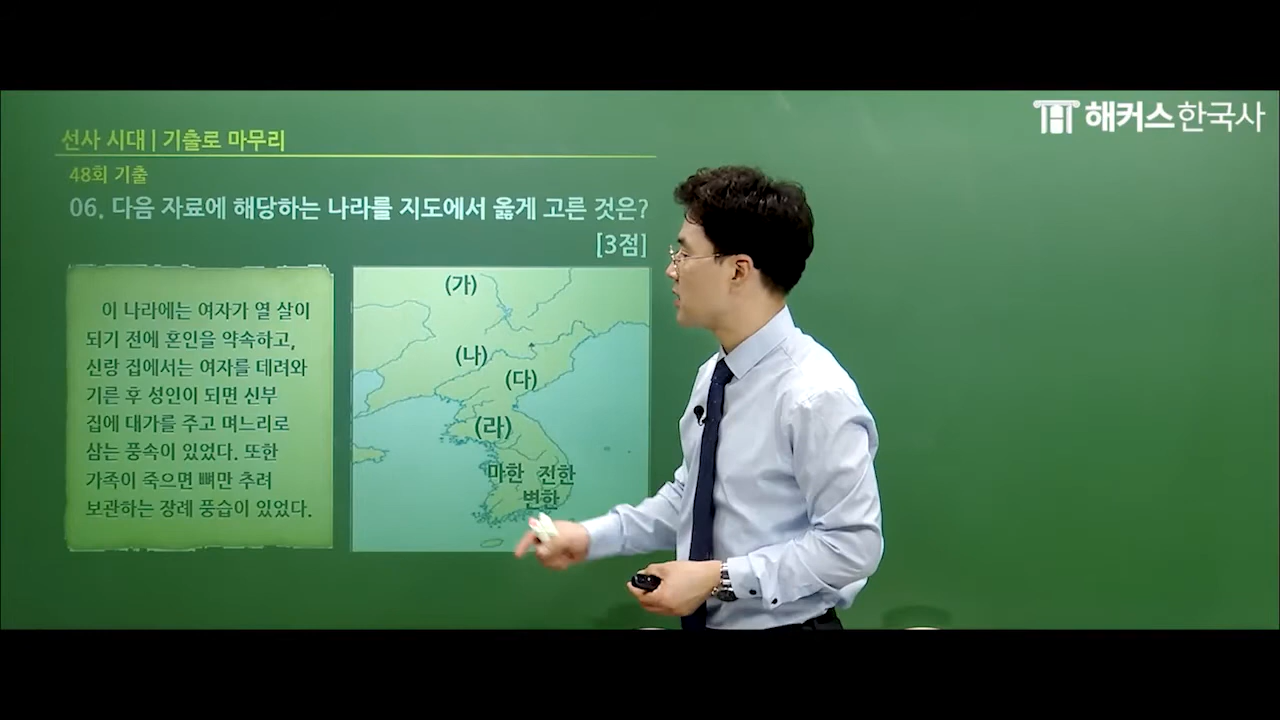 해커스한국사
선사 시대 | 기출로 마무리
48회 기출
06. 다음 자료에 해당하는 나라를 지도에서 옳게 고른 것은?
[3점]
이 나라에는 여자가 열 살이
되기 전에 혼인을 약속하고,
신랑 집에서는 여자를 데려와
기른 후 성인이 되면 신부
집에 대가를 주고 며느리로
삼는 풍속이 있었다. 또한
가족이 죽으면 뼈만 추려
보관하는 장례 풍습이 있었다.
(가)
(나)
(다)
(라)
마한 진한
변한